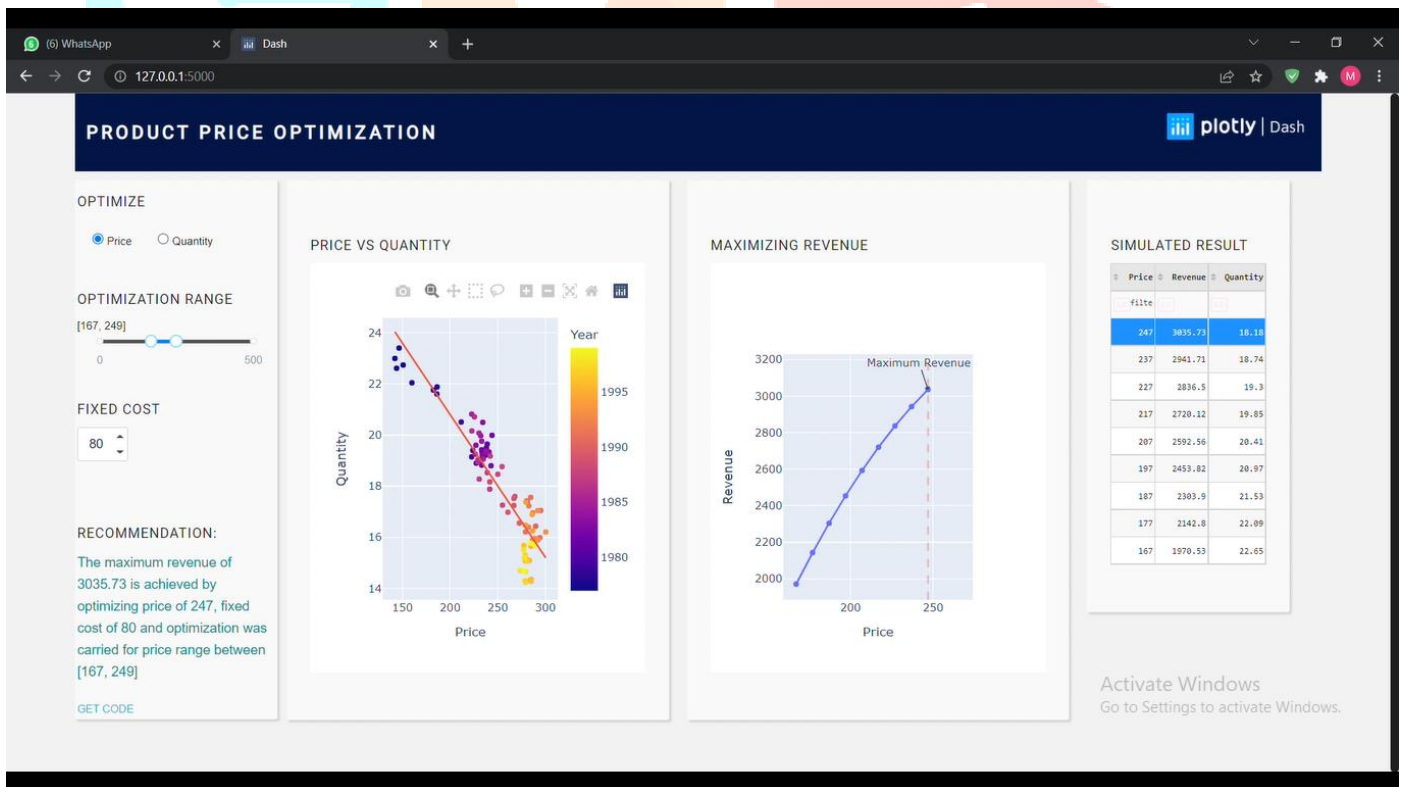 (6) WhatsApp
Dash
127.0.0.1:5000
M
PRODUCT PRICE OPTIMIZATION
plotly | Dash
OPTIMIZE
Price Quantity
OPTIMIZATION RANGE
[167, 249]
0 500
FIXED COST
80
RECOMMENDATION:
The maximum revenue of
3035.73 is achieved by
optimizing price of 247, fixed
cost of 80 and optimization was
carried for price range between
[167, 249]
GET CODE
PRICE VS QUANTITY
24
22
20
18
16
14
Quantity
150 200 250 300
Price
Year
1995
1990
1985
1980
MAXIMIZING REVENUE
Maximum Revenue
3200
3000
2800
2600
2400
2200
2000
Revenue
200 250
Price
SIMULATED RESULT
Price Revenue Quantity
filte
247 3035.73 18.18
237 2941.71 18.74
227 2836.5 19.3
217 2720.12 19.85
207 2592.56 20.41
197 2453.82 20.97
187 2303.9 21.53
177 2142.8 22.09
167 1970.53 22.65
Activate Windows
Go to Settings to activate Windows.